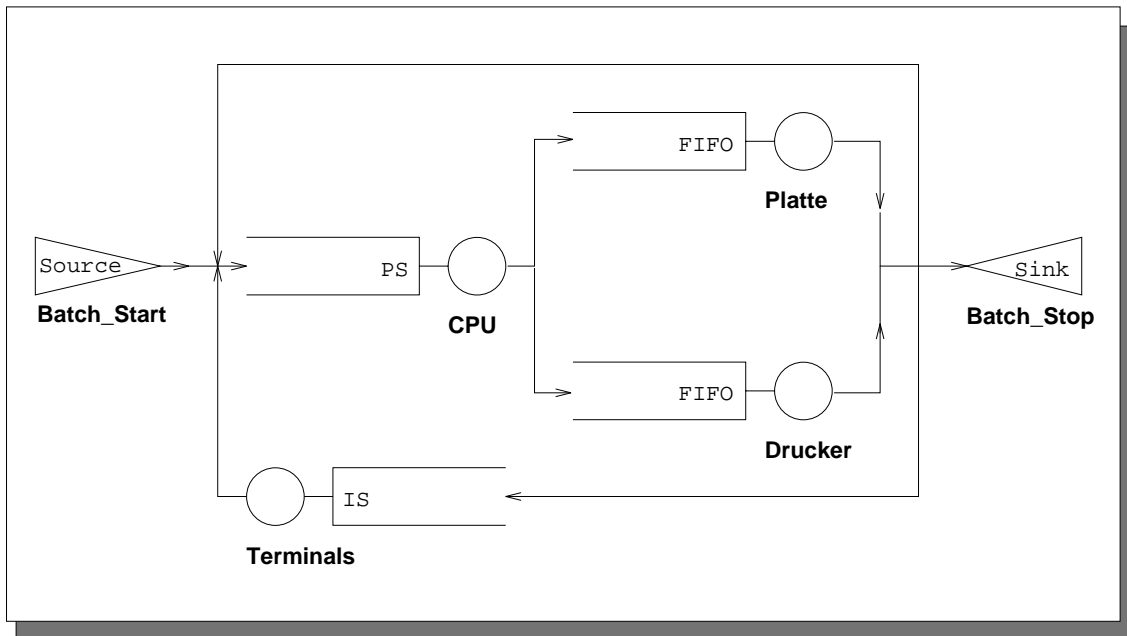 FIFO
Platte
Source
PS
Sink
Batch_Start
CPU
Batch_Stop
FIFO
Drucker
IS
Terminals